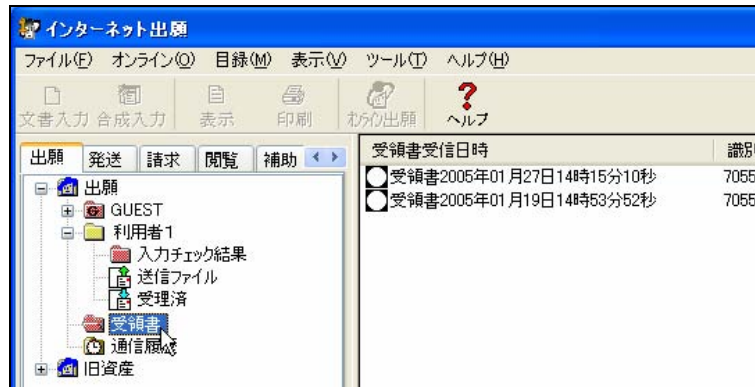 インターネット出願
ファイル(F) オンライン(O) 目録(M) 表示(V) ツール(T) ヘルプ(H)
文書入力 合成入力 表示 印刷 オンライン出願 ヘルプ
出願 発送 請求 閲覧 補助
出願
GUEST
利用者1
入力チェック結果
送信ファイル
受理済
受領書
通信履歴
旧資産
受領書受信日時 識別
受領書2005年01月27日14時15分10秒 7055
受領書2005年01月19日14時53分52秒 7055